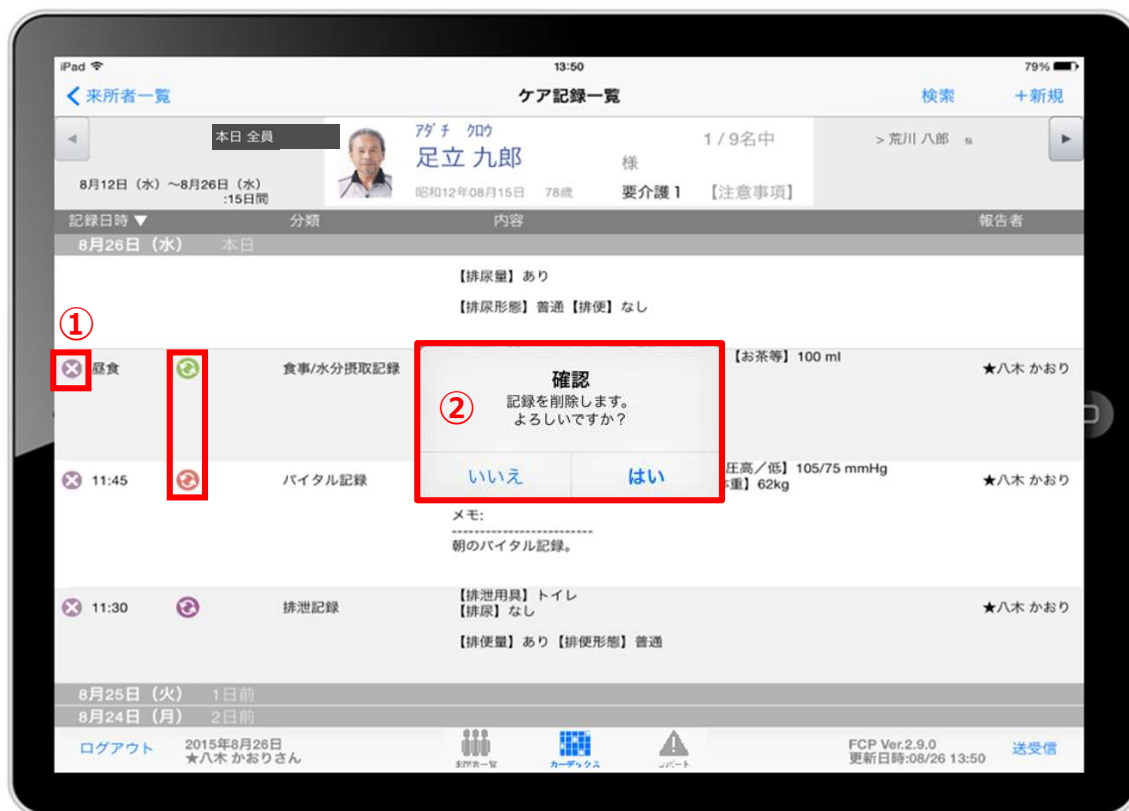 iPad 13:50 79%
来所者一覧 ケア記録一覧 検索 +新規
本日 全員
アダチ クロウ
足立 九郎 様
1 / 9名中
> 荒川 八郎
8月12日（水）～8月26日（水）
:15日間
昭和12年08月15日 78歳 要介護 1 【注意事項】
記録日時 ▼ 分類 内容 報告者
8月26日（水） 本日
【排尿量】あり
【排尿形態】普通【排便】なし
①
昼食 食事/水分摂取記録 【お茶等】100 ml ★八木 かおり
②
確認
記録を削除します。
よろしいですか？
いいえ はい
11:45 バイタル記録 圧高／低】105/75 mmHg ★八木 かおり
重】62kg
メモ:
-------------------------
朝のバイタル記録。
11:30 排泄記録 【排泄用具】トイレ ★八木 かおり
【排尿】なし
【排便量】あり【排便形態】普通
8月25日（火） 1日前
8月24日（月） 2日前
ログアウト 2015年8月26日
★八木 かおりさん
来所者一覧 カーデックス レポート
FCP Ver.2.9.0
更新日時:08/26 13:50
送受信